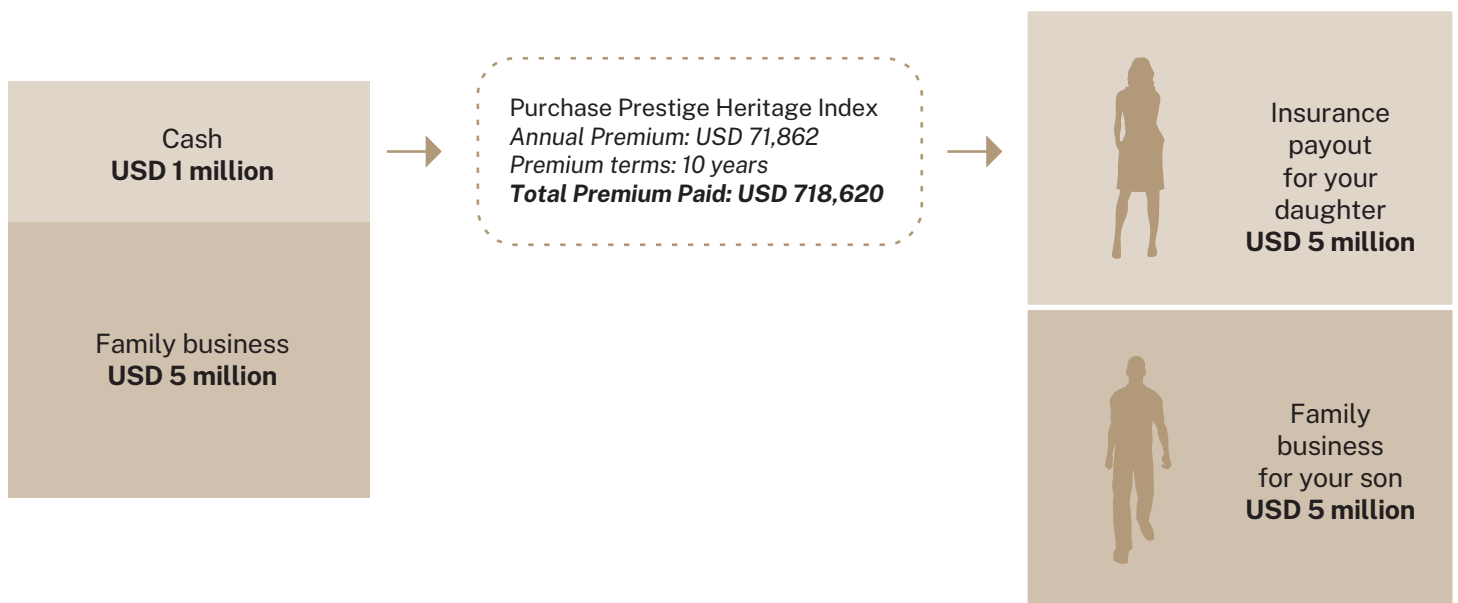 Cash
USD 1 million
Family business
USD 5 million
Purchase Prestige Heritage Index
Annual Premium: USD 71,862
Premium terms: 10 years
Total Premium Paid: USD 718,620
Insurance
payout
for your
daughter
USD 5 million
Family
business
for your son
USD 5 million